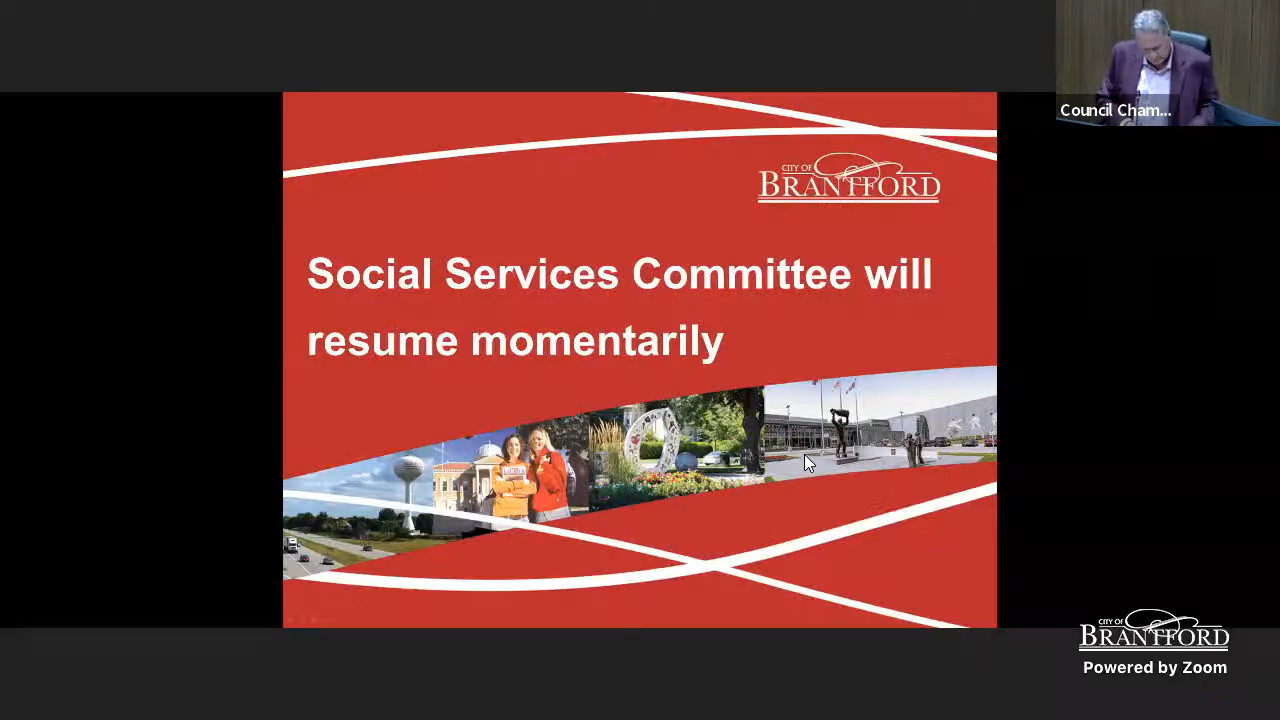 Council Cham...
CITY OF
BRANTFORD
Social Services Committee will
resume momentarily
CITY OF
BRANTFORD
Powered by Zoom